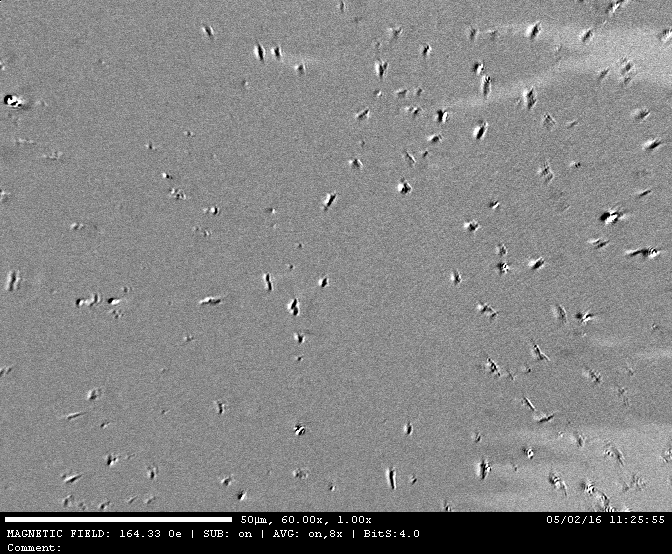 50µm, 60.00x, 1.00x 05/02/16 11:25:55
MAGNETIC FIELD: 164.33 Oe | SUB: on | AVG: on,8x | BitS:4.0
Comment: